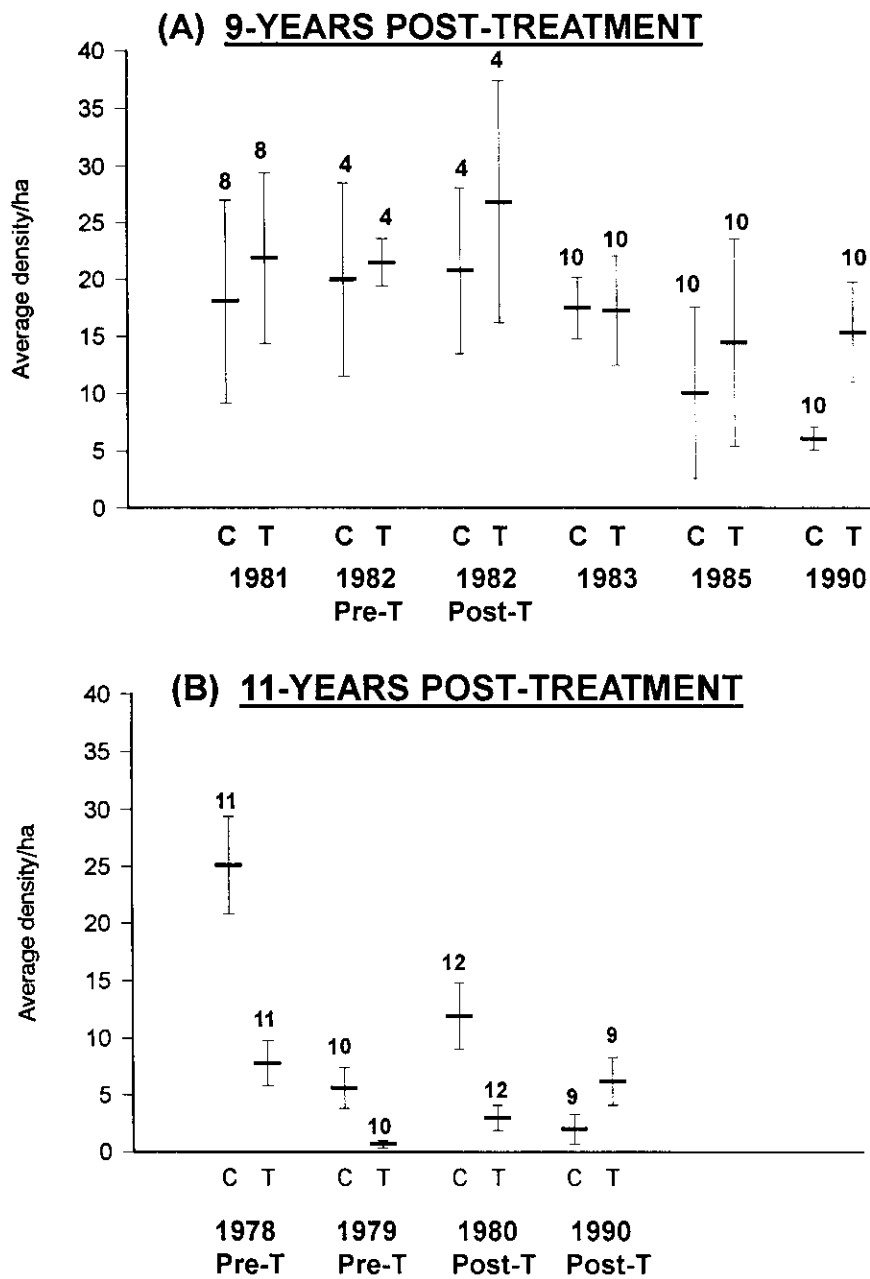 (A) 9-YEARS POST-TREATMENT
Average density/ha
40
35
30
25
20
15
10
5
0
8 8 4 4 4 4 10 10 10 10 10 10
C T C T C T C T C T C T
1981 1982 1982 1983 1985 1990
Pre-T Post-T
(B) 11-YEARS POST-TREATMENT
Average density/ha
40
35
30
25
20
15
10
5
0
11 11 10 10 12 12 9 9
C T C T C T C T
1978 1979 1980 1990
Pre-T Pre-T Post-T Post-T